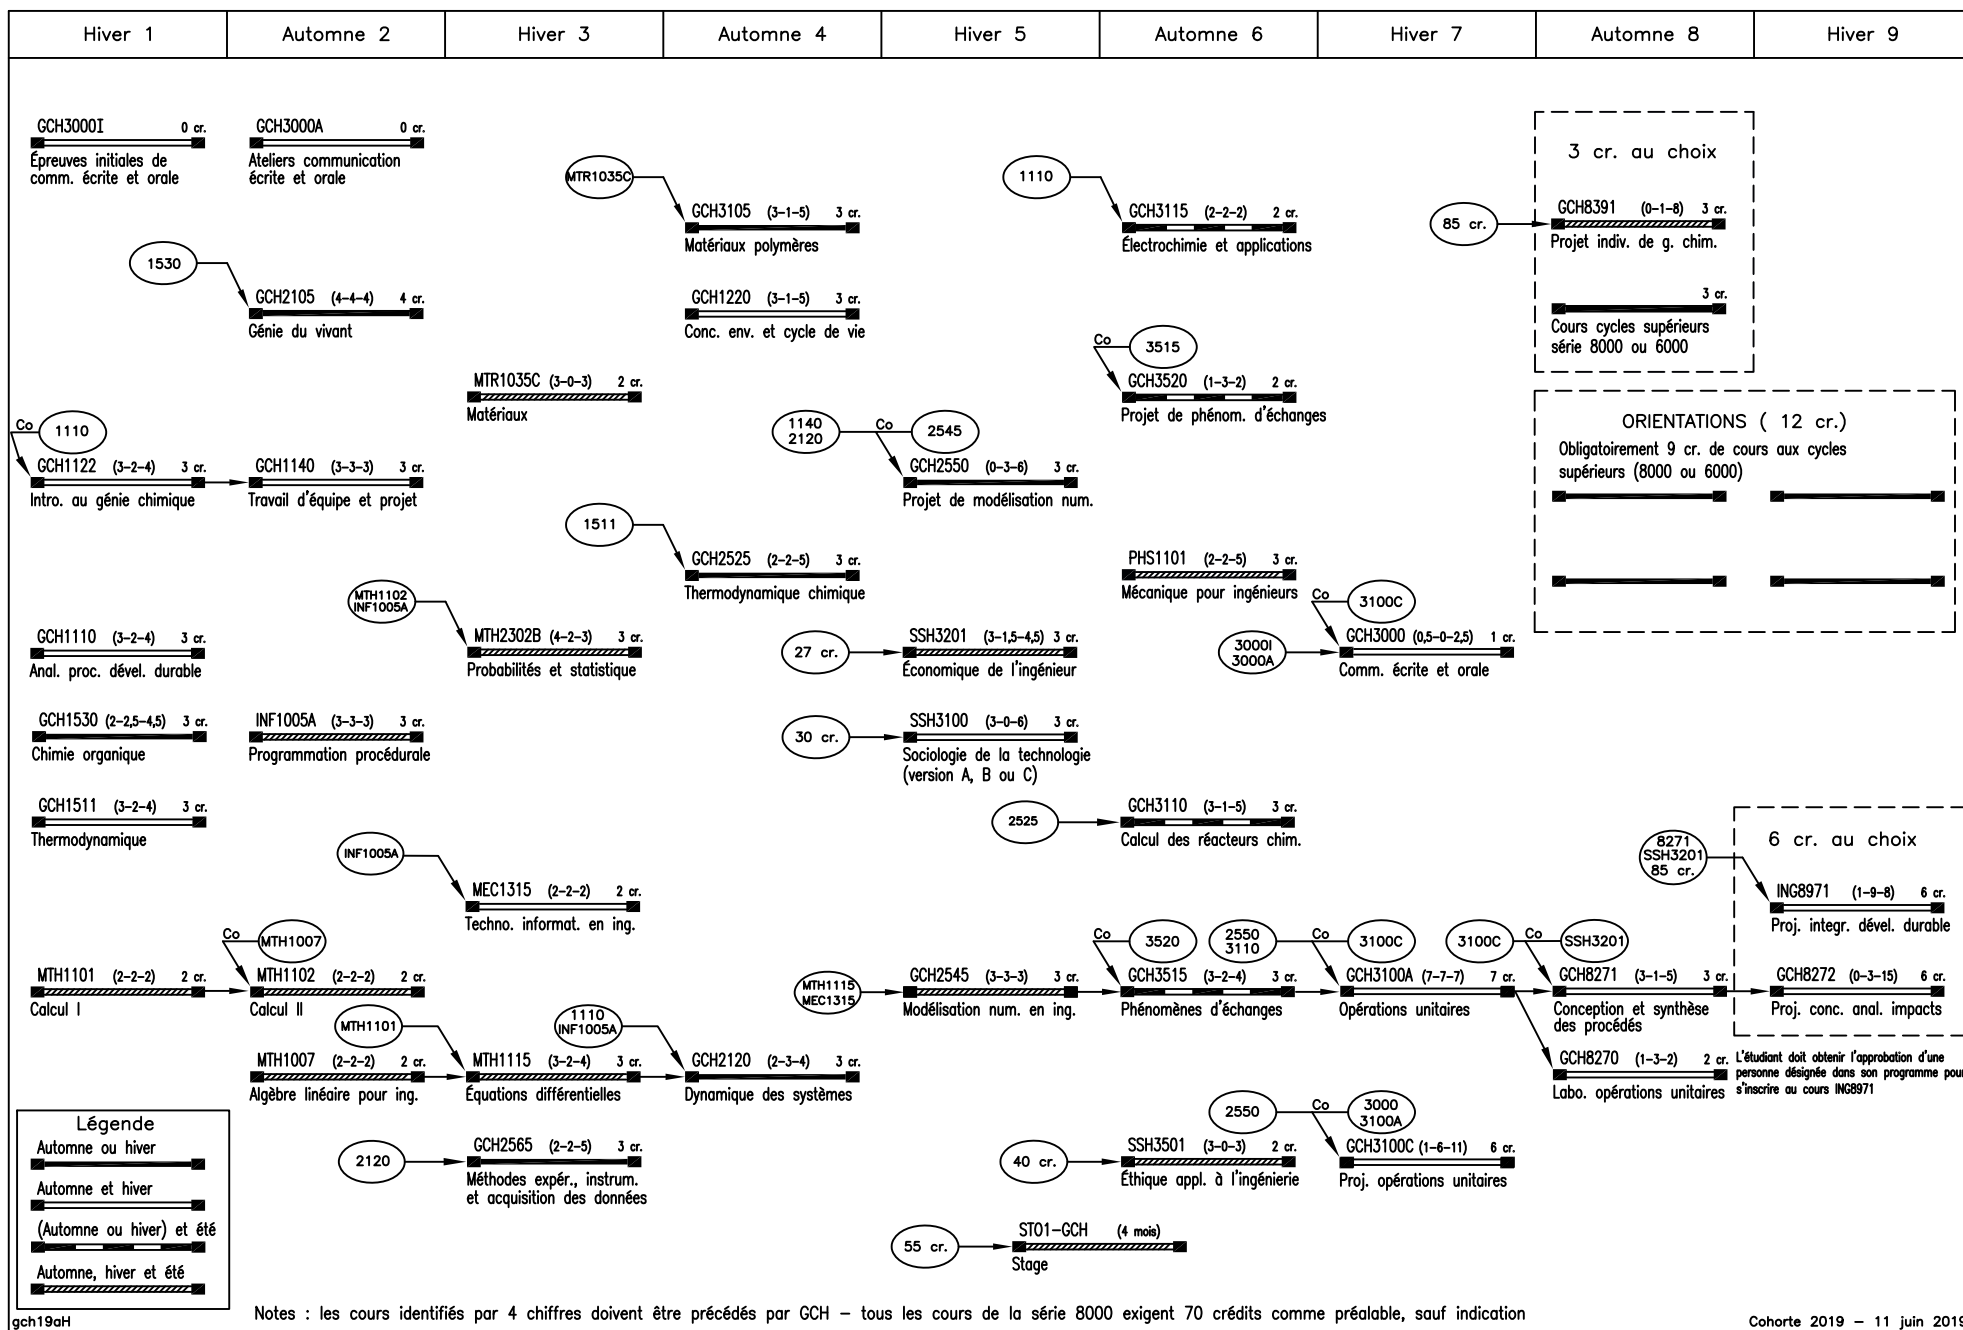 Hiver 1
Automne 2
Hiver 3
Automne 4
Hiver 5
Automne 6
Hiver 7
Automne 8
Hiver 9
GCH3000I 0 cr.
Épreuves initiales de
comm. écrite et orale
1110
Co
GCH1122 (3-2-4) 3 cr.
Intro. au génie chimique
GCH1110 (3-2-4) 3 cr.
Anal. proc. dével. durable
GCH1530 (2-2,5-4,5) 3 cr.
Chimie organique
GCH1511 (3-2-4) 3 cr.
Thermodynamique
MTH1101 (2-2-2) 2 cr.
Calcul I
GCH3000A 0 cr.
Ateliers communication
écrite et orale
1530
GCH2105 (4-4-4) 4 cr.
Génie du vivant
GCH1140 (3-3-3) 3 cr.
Travail d'équipe et projet
INF1005A (3-3-3) 3 cr.
Programmation procédurale
Co
MTH1007
MTH1102 (2-2-2) 2 cr.
Calcul II
MTH1007 (2-2-2) 2 cr.
Algèbre linéaire pour ing.
MTR1035C (3-0-3) 2 cr.
Matériaux
MTH1102
INF1005A
MTH2302B (4-2-3) 3 cr.
Probabilités et statistique
INF1005A
MEC1315 (2-2-2) 2 cr.
Techno. informat. en ing.
MTH1101
MTH1115 (3-2-4) 3 cr.
Équations différentielles
2120
GCH2565 (2-2-5) 3 cr.
Méthodes expér., instrum.
et acquisition des données
MTR1035C
GCH3105 (3-1-5) 3 cr.
Matériaux polymères
GCH1220 (3-1-5) 3 cr.
Conc. env. et cycle de vie
1511
GCH2525 (2-2-5) 3 cr.
Thermodynamique chimique
1110
INF1005A
GCH2120 (2-3-4) 3 cr.
Dynamique des systèmes
1140
2120
Co
2545
GCH2550 (0-3-6) 3 cr.
Projet de modélisation num.
27 cr.
SSH3201 (3-1,5-4,5) 3 cr.
Économique de l'ingénieur
30 cr.
SSH3100 (3-0-6) 3 cr.
Sociologie de la technologie
(version A, B ou C)
MTH1115
MEC1315
GCH2545 (3-3-3) 3 cr.
Modélisation num. en ing.
55 cr.
ST01-GCH (4 mois)
Stage
1110
GCH3115 (2-2-2) 2 cr.
Électrochimie et applications
Co
3515
GCH3520 (1-3-2) 2 cr.
Projet de phénom. d'échanges
PHS1101 (2-2-5) 3 cr.
Mécanique pour ingénieurs
2525
GCH3110 (3-1-5) 3 cr.
Calcul des réacteurs chim.
Co
3520
GCH3515 (3-2-4) 3 cr.
Phénomènes d'échanges
40 cr.
SSH3501 (3-0-3) 2 cr.
Éthique appl. à l'ingénierie
Co
3100C
3000I
3000A
GCH3000 (0,5-0-2,5) 1 cr.
Comm. écrite et orale
2550
3110
Co
3100C
GCH3100A (7-7-7) 7 cr.
Opérations unitaires
2550
Co
3000
3100A
GCH3100C (1-6-11) 6 cr.
Proj. opérations unitaires
3 cr. au choix
85 cr.
GCH8391 (0-1-8) 3 cr.
Projet indiv. de g. chim.
3 cr.
Cours cycles supérieurs
série 8000 ou 6000
ORIENTATIONS ( 12 cr.)
Obligatoirement 9 cr. de cours aux cycles
supérieurs (8000 ou 6000)
3100C
Co
SSH3201
GCH8271 (3-1-5) 3 cr.
Conception et synthèse
des procédés
GCH8270 (1-3-2) 2 cr.
Labo. opérations unitaires
6 cr. au choix
8271
SSH3201
85 cr.
ING8971 (1-9-8) 6 cr.
Proj. integr. dével. durable
GCH8272 (0-3-15) 6 cr.
Proj. conc. anal. impacts
L'étudiant doit obtenir l'approbation d'une
personne désignée dans son programme pour
s'inscrire au cours ING8971
Légende
Automne ou hiver
Automne et hiver
(Automne ou hiver) et été
Automne, hiver et été
gch19aH
Notes : les cours identifiés par 4 chiffres doivent être précédés par GCH – tous les cours de la série 8000 exigent 70 crédits comme préalable, sauf indication
Cohorte 2019 – 11 juin 2019